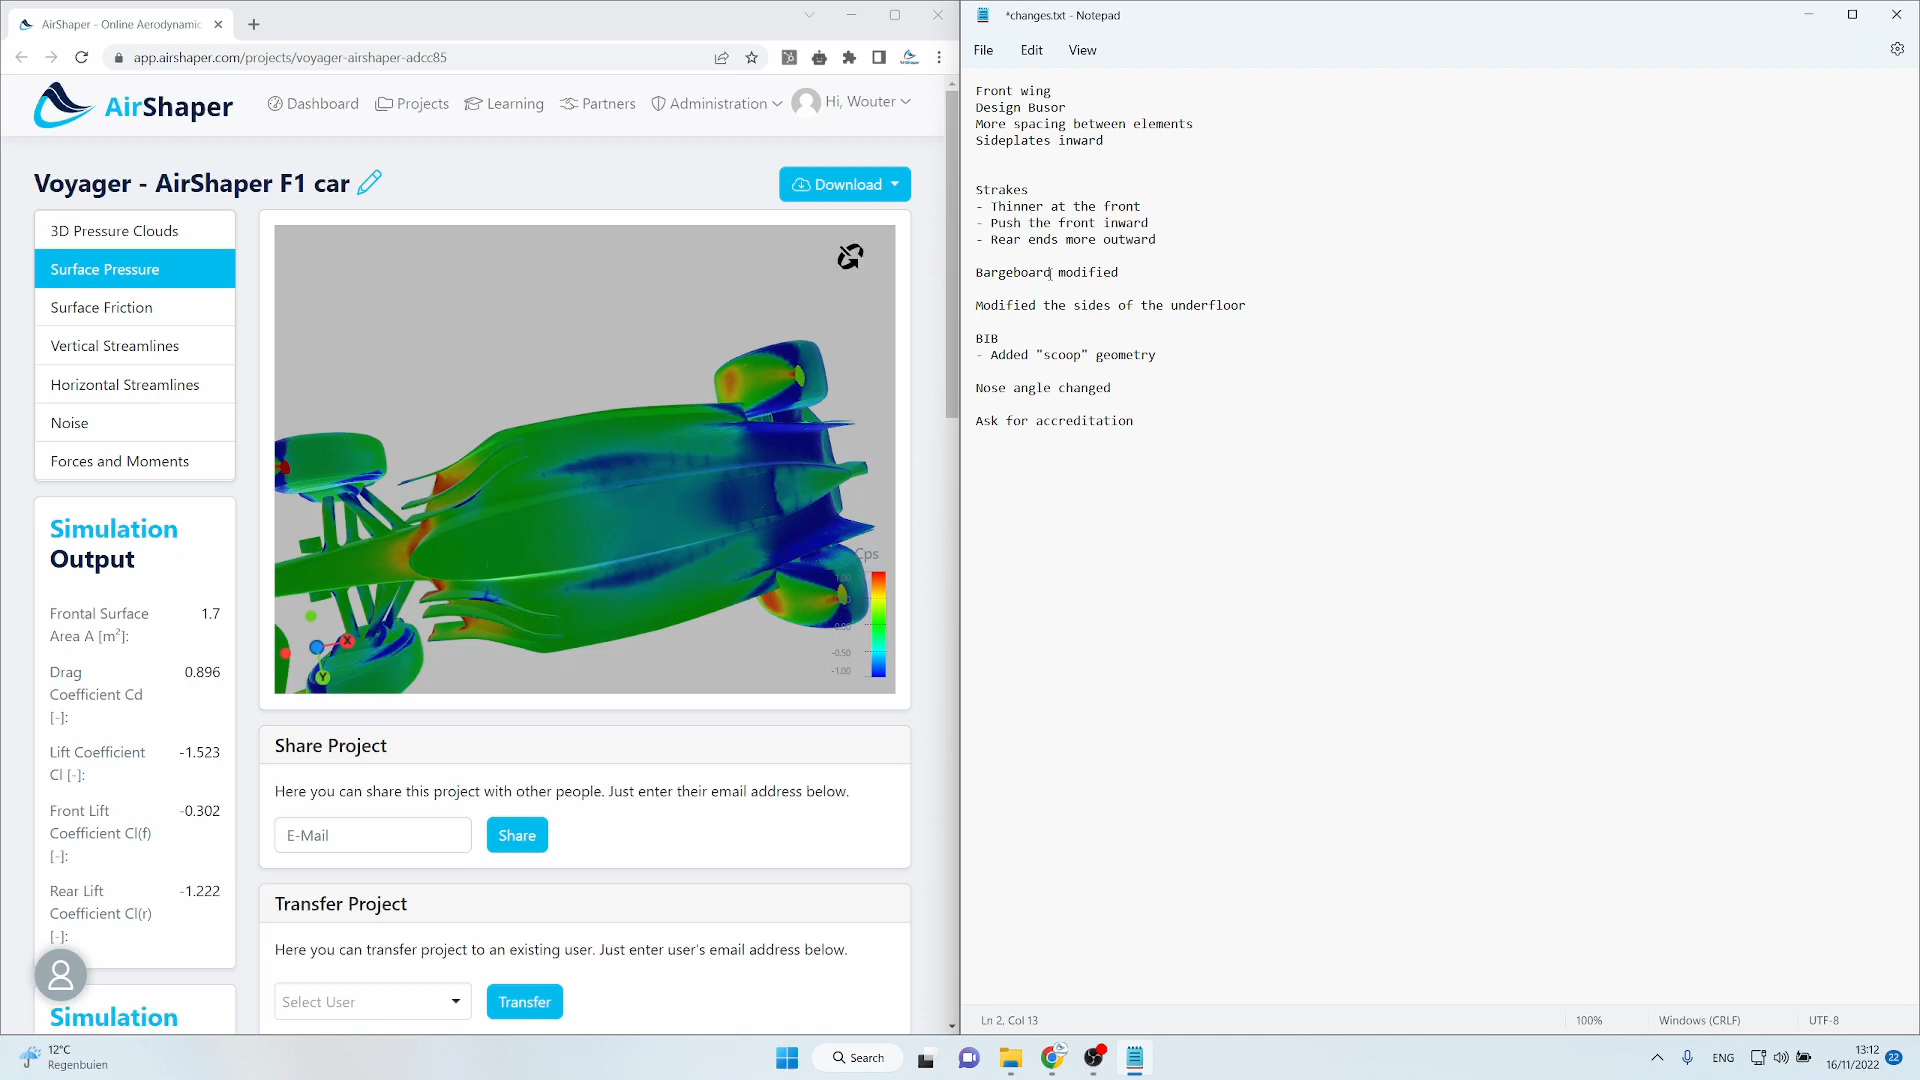 AirShaper - Online Aerodynamic
app.airshaper.com/projects/voyager-airshaper-adcc85
AirShaper
Dashboard
Projects
Learning
Partners
Administration
Hi, Wouter
Voyager - AirShaper F1 car
Download
3D Pressure Clouds
Surface Pressure
Surface Friction
Vertical Streamlines
Horizontal Streamlines
Noise
Forces and Moments
Cps
1.00
0.00
-0.50
-1.00
X
Y
Simulation
Output
Frontal Surface 1.7
Area A [m²]:
Drag 0.896
Coefficient Cd
[-]:
Lift Coefficient -1.523
Cl [-]:
Front Lift -0.302
Coefficient Cl(f)
[-]:
Rear Lift -1.222
Coefficient Cl(r)
[-]:
Simulation
Share Project
Here you can share this project with other people. Just enter their email address below.
E-Mail
Share
Transfer Project
Here you can transfer project to an existing user. Just enter user's email address below.
Select User
Transfer
*changes.txt - Notepad
File Edit View
Front wing
Design Busor
More spacing between elements
Sideplates inward
Strakes
- Thinner at the front
- Push the front inward
- Rear ends more outward
Bargeboard modified
Modified the sides of the underfloor
BIB
- Added "scoop" geometry
Nose angle changed
Ask for accreditation
Ln 2, Col 13
100%
Windows (CRLF)
UTF-8
12°C
Regenbuien
Search
ENG
13:12
16/11/2022
22